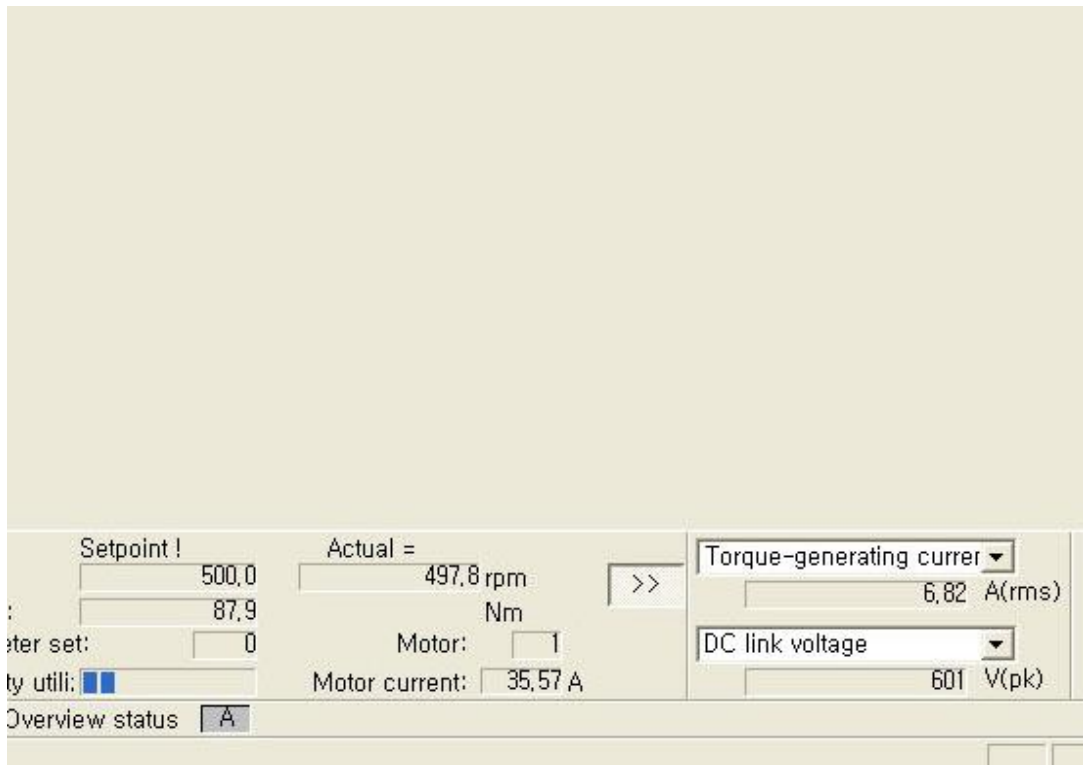 Setpoint ! Actual =
500,0 497,8 rpm >>
: 87,9 Nm
eter set: 0 Motor: 1
ty utili: Motor current: 35,57 A
Torque-generating currer
6,82 A(rms)
DC link voltage
601 V(pk)
Overview status A